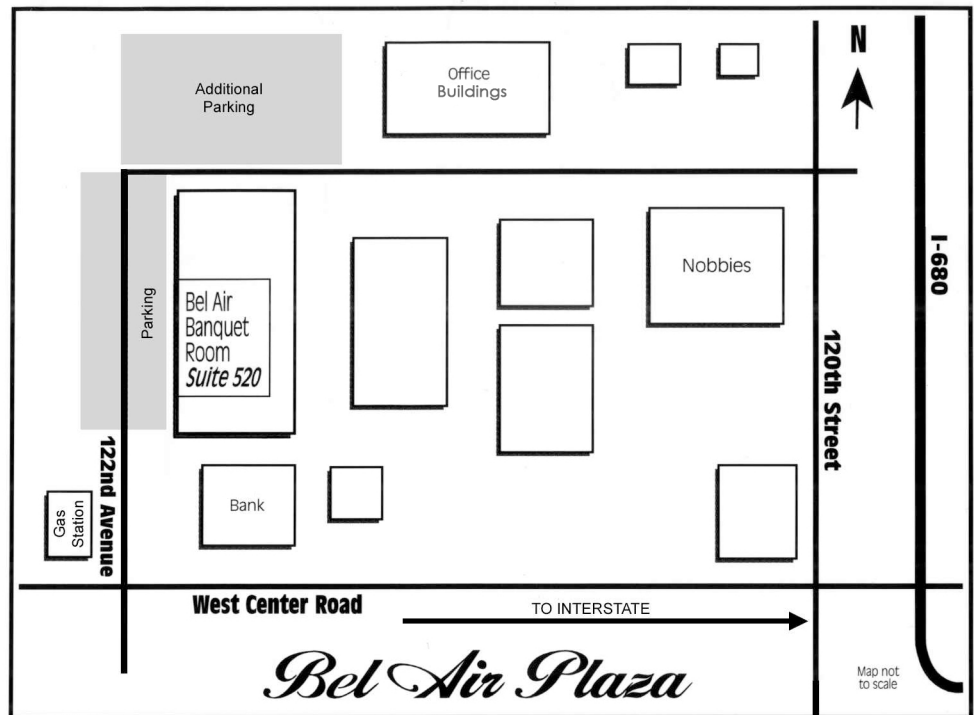 Additional
Parking
Office
Buildings
N
Parking
Bel Air
Banquet
Room
Suite 520
Nobbies
I-680
120th Street
122nd Avenue
Gas
Station
Bank
West Center Road
TO INTERSTATE
Bel Air Plaza
Map not
to scale